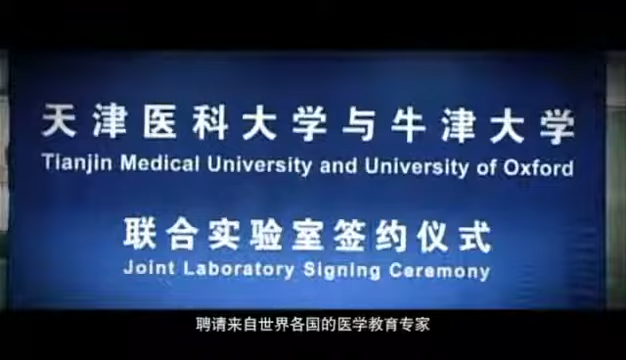 天津医科大学与牛津大学
Tianjin Medical University and University of Oxford
联合实验室签约仪式
Joint Laboratory Signing Ceremony
聘请来自世界各国的医学教育专家